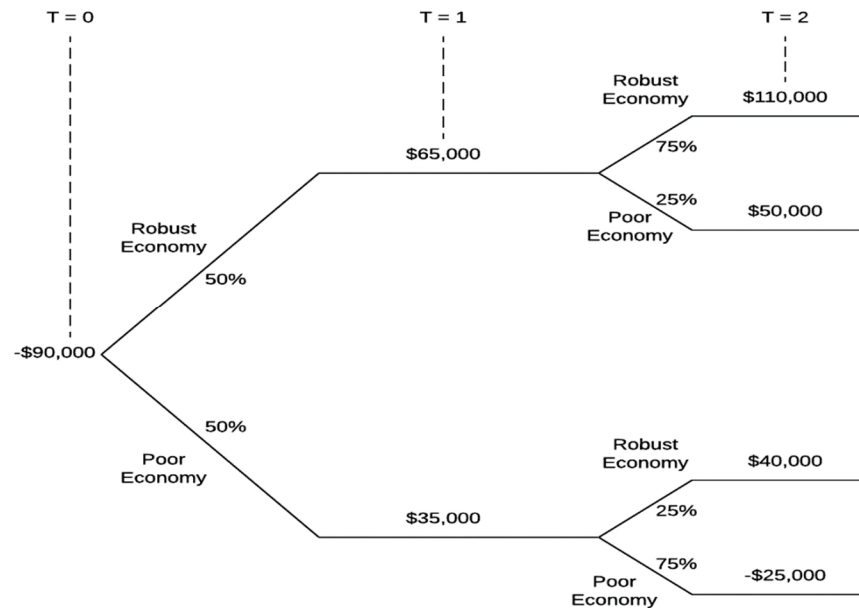 T = 0
T = 1
T = 2
Robust
Economy
$110,000
75%
$65,000
25%
Poor
Economy
$50,000
Robust
Economy
50%
-$90,000
50%
Poor
Economy
Robust
Economy
$40,000
25%
$35,000
75%
Poor
Economy
-$25,000